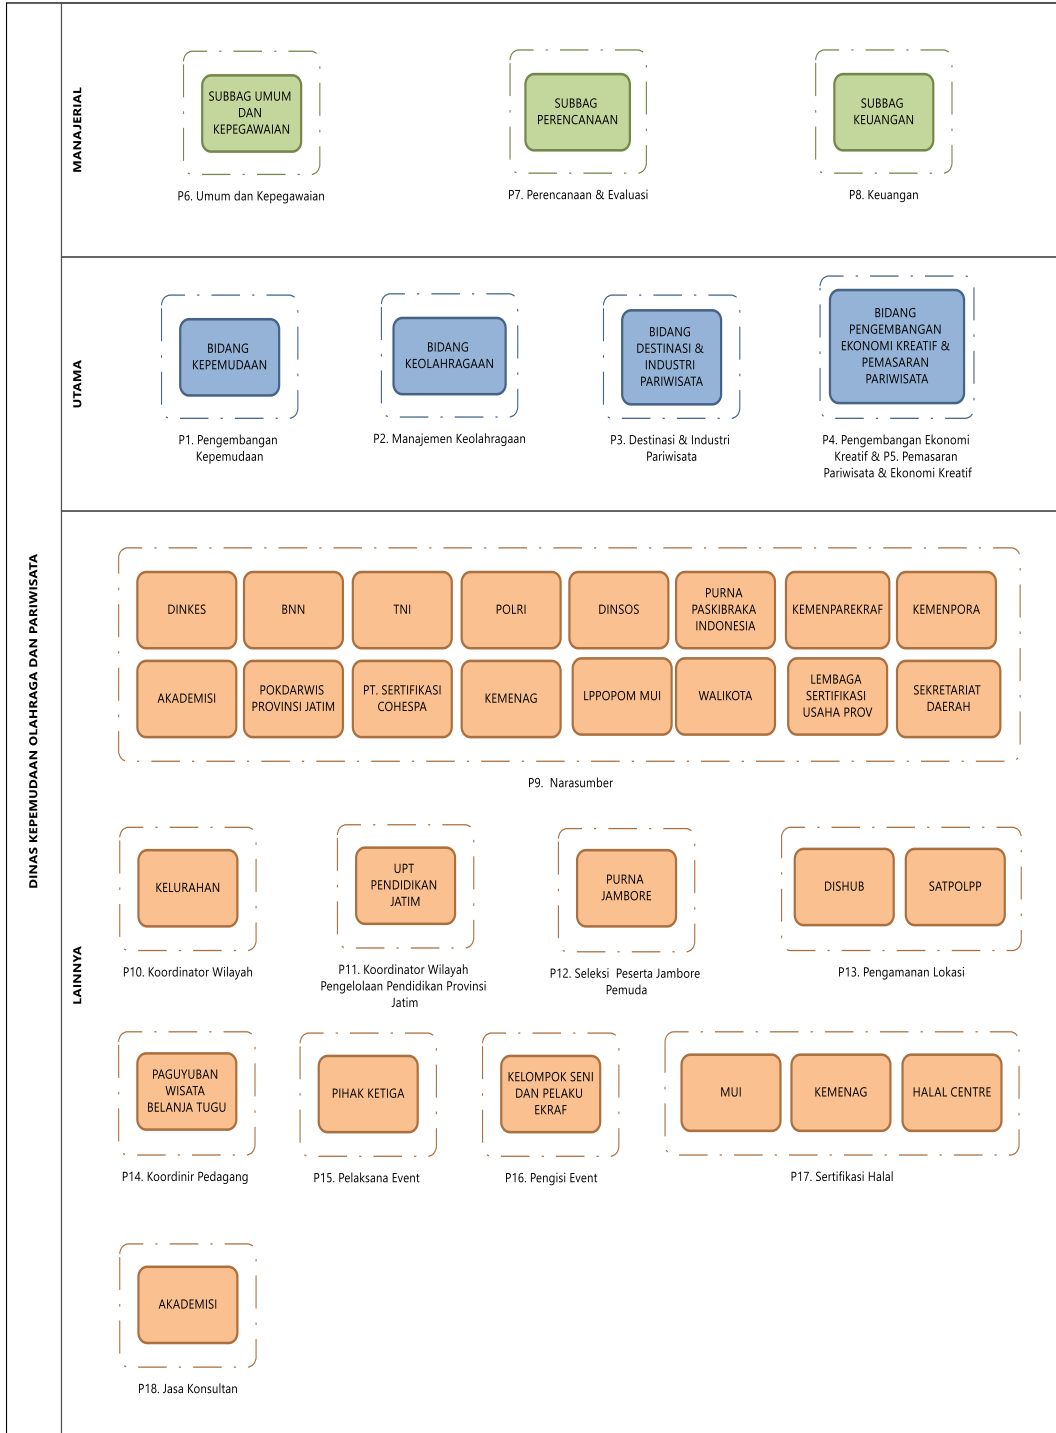 DINAS KEPEMUDAAN OLAHRAGA DAN PARIWISATA
MANAJERIAL
SUBBAG UMUM
DAN
KEPEGAWAIAN
P6. Umum dan Kepegawaian
SUBBAG
PERENCANAAN
P7. Perencanaan & Evaluasi
SUBBAG
KEUANGAN
P8. Keuangan
UTAMA
BIDANG
KEPEMUDAAN
P1. Pengembangan
Kepemudaan
BIDANG
KEOLAHRAGAAN
P2. Manajemen Keolahragaan
BIDANG
DESTINASI &
INDUSTRI
PARIWISATA
P3. Destinasi & Industri
Pariwisata
BIDANG
PENGEMBANGAN
EKONOMI KREATIF &
PEMASARAN
PARIWISATA
P4. Pengembangan Ekonomi
Kreatif & P5. Pemasaran
Pariwisata & Ekonomi Kreatif
LAINNYA
DINKES
BNN
TNI
POLRI
DINSOS
PURNA
PASKIBRAKA
INDONESIA
KEMENPAREKRAF
KEMENPORA
AKADEMISI
POKDARWIS
PROVINSI JATIM
PT. SERTIFIKASI
COHESPA
KEMENAG
LPPOPOM MUI
WALIKOTA
LEMBAGA
SERTIFIKASI
USAHA PROV
SEKRETARIAT
DAERAH
P9.  Narasumber
KELURAHAN
P10. Koordinator Wilayah
UPT
PENDIDIKAN
JATIM
P11. Koordinator Wilayah
Pengelolaan Pendidikan Provinsi
Jatim
PURNA
JAMBORE
P12. Seleksi  Peserta Jambore
Pemuda
DISHUB
SATPOLPP
P13. Pengamanan Lokasi
PAGUYUBAN
WISATA
BELANJA TUGU
P14. Koordinir Pedagang
PIHAK KETIGA
P15. Pelaksana Event
KELOMPOK SENI
DAN PELAKU
EKRAF
P16. Pengisi Event
MUI
KEMENAG
HALAL CENTRE
P17. Sertifikasi Halal
AKADEMISI
P18. Jasa Konsultan